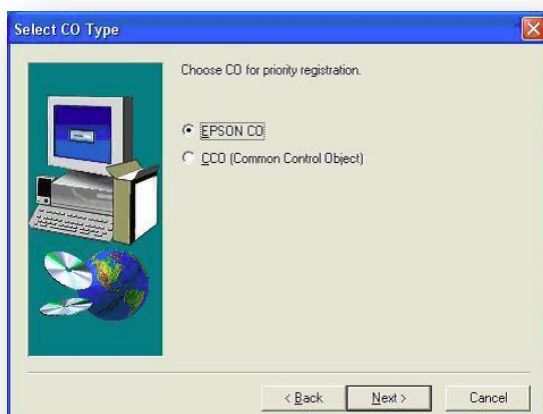 Select CO Type
Choose CO for priority registration.
EPSON CO
CCO (Common Control Object)
< Back
Next >
Cancel